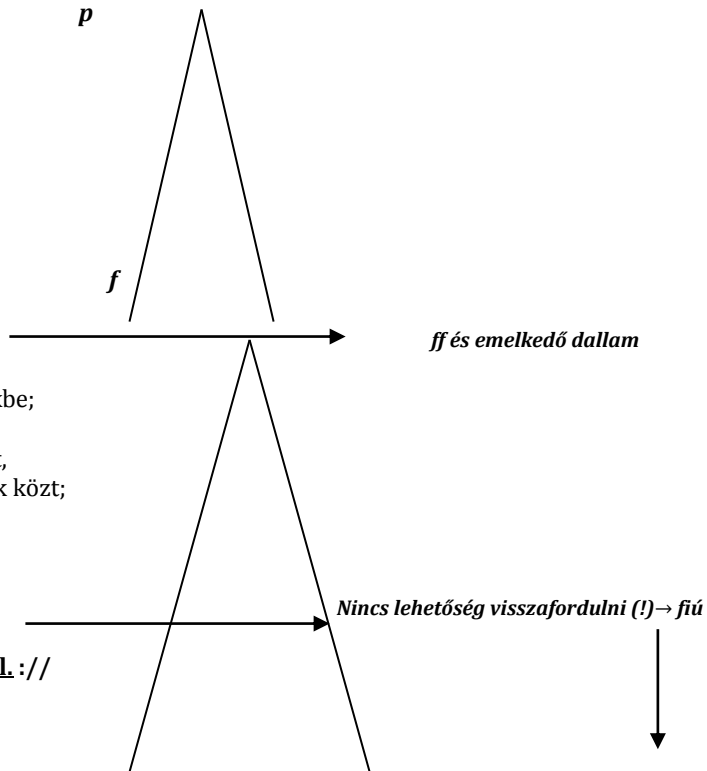 p
f
ff és emelkedő dallam
kbe;
t,
k közt;
Nincs lehetőség visszafordulni (!)→ fiú
l. ://